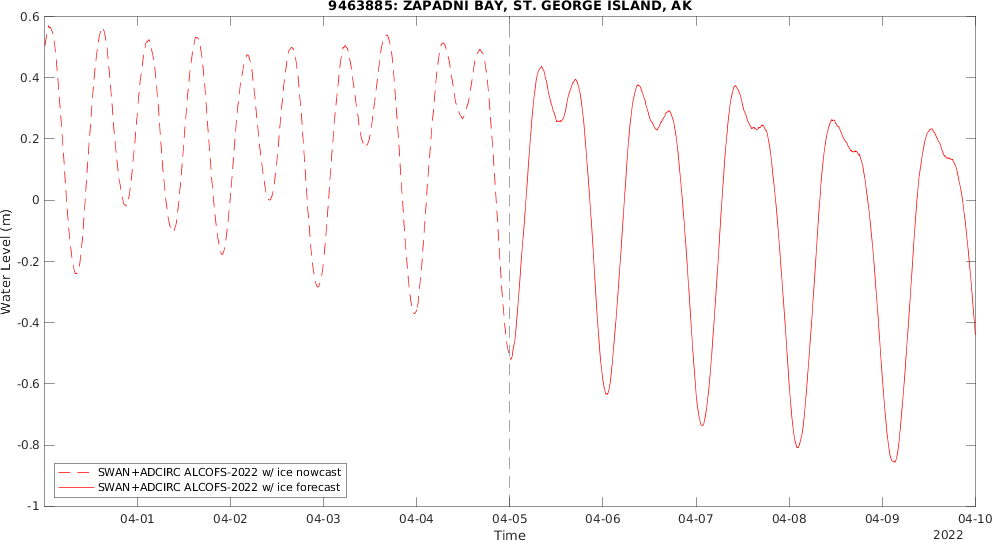 9463885: ZAPADNI BAY, ST. GEORGE ISLAND, AK
0.6
0.4
0.2
0
-0.2
-0.4
-0.6
-0.8
-1
Water Level (m)
SWAN+ADCIRC ALCOFS-2022 w/ ice nowcast
SWAN+ADCIRC ALCOFS-2022 w/ ice forecast
04-01 04-02 04-03 04-04 04-05 04-06 04-07 04-08 04-09 04-10
Time
2022